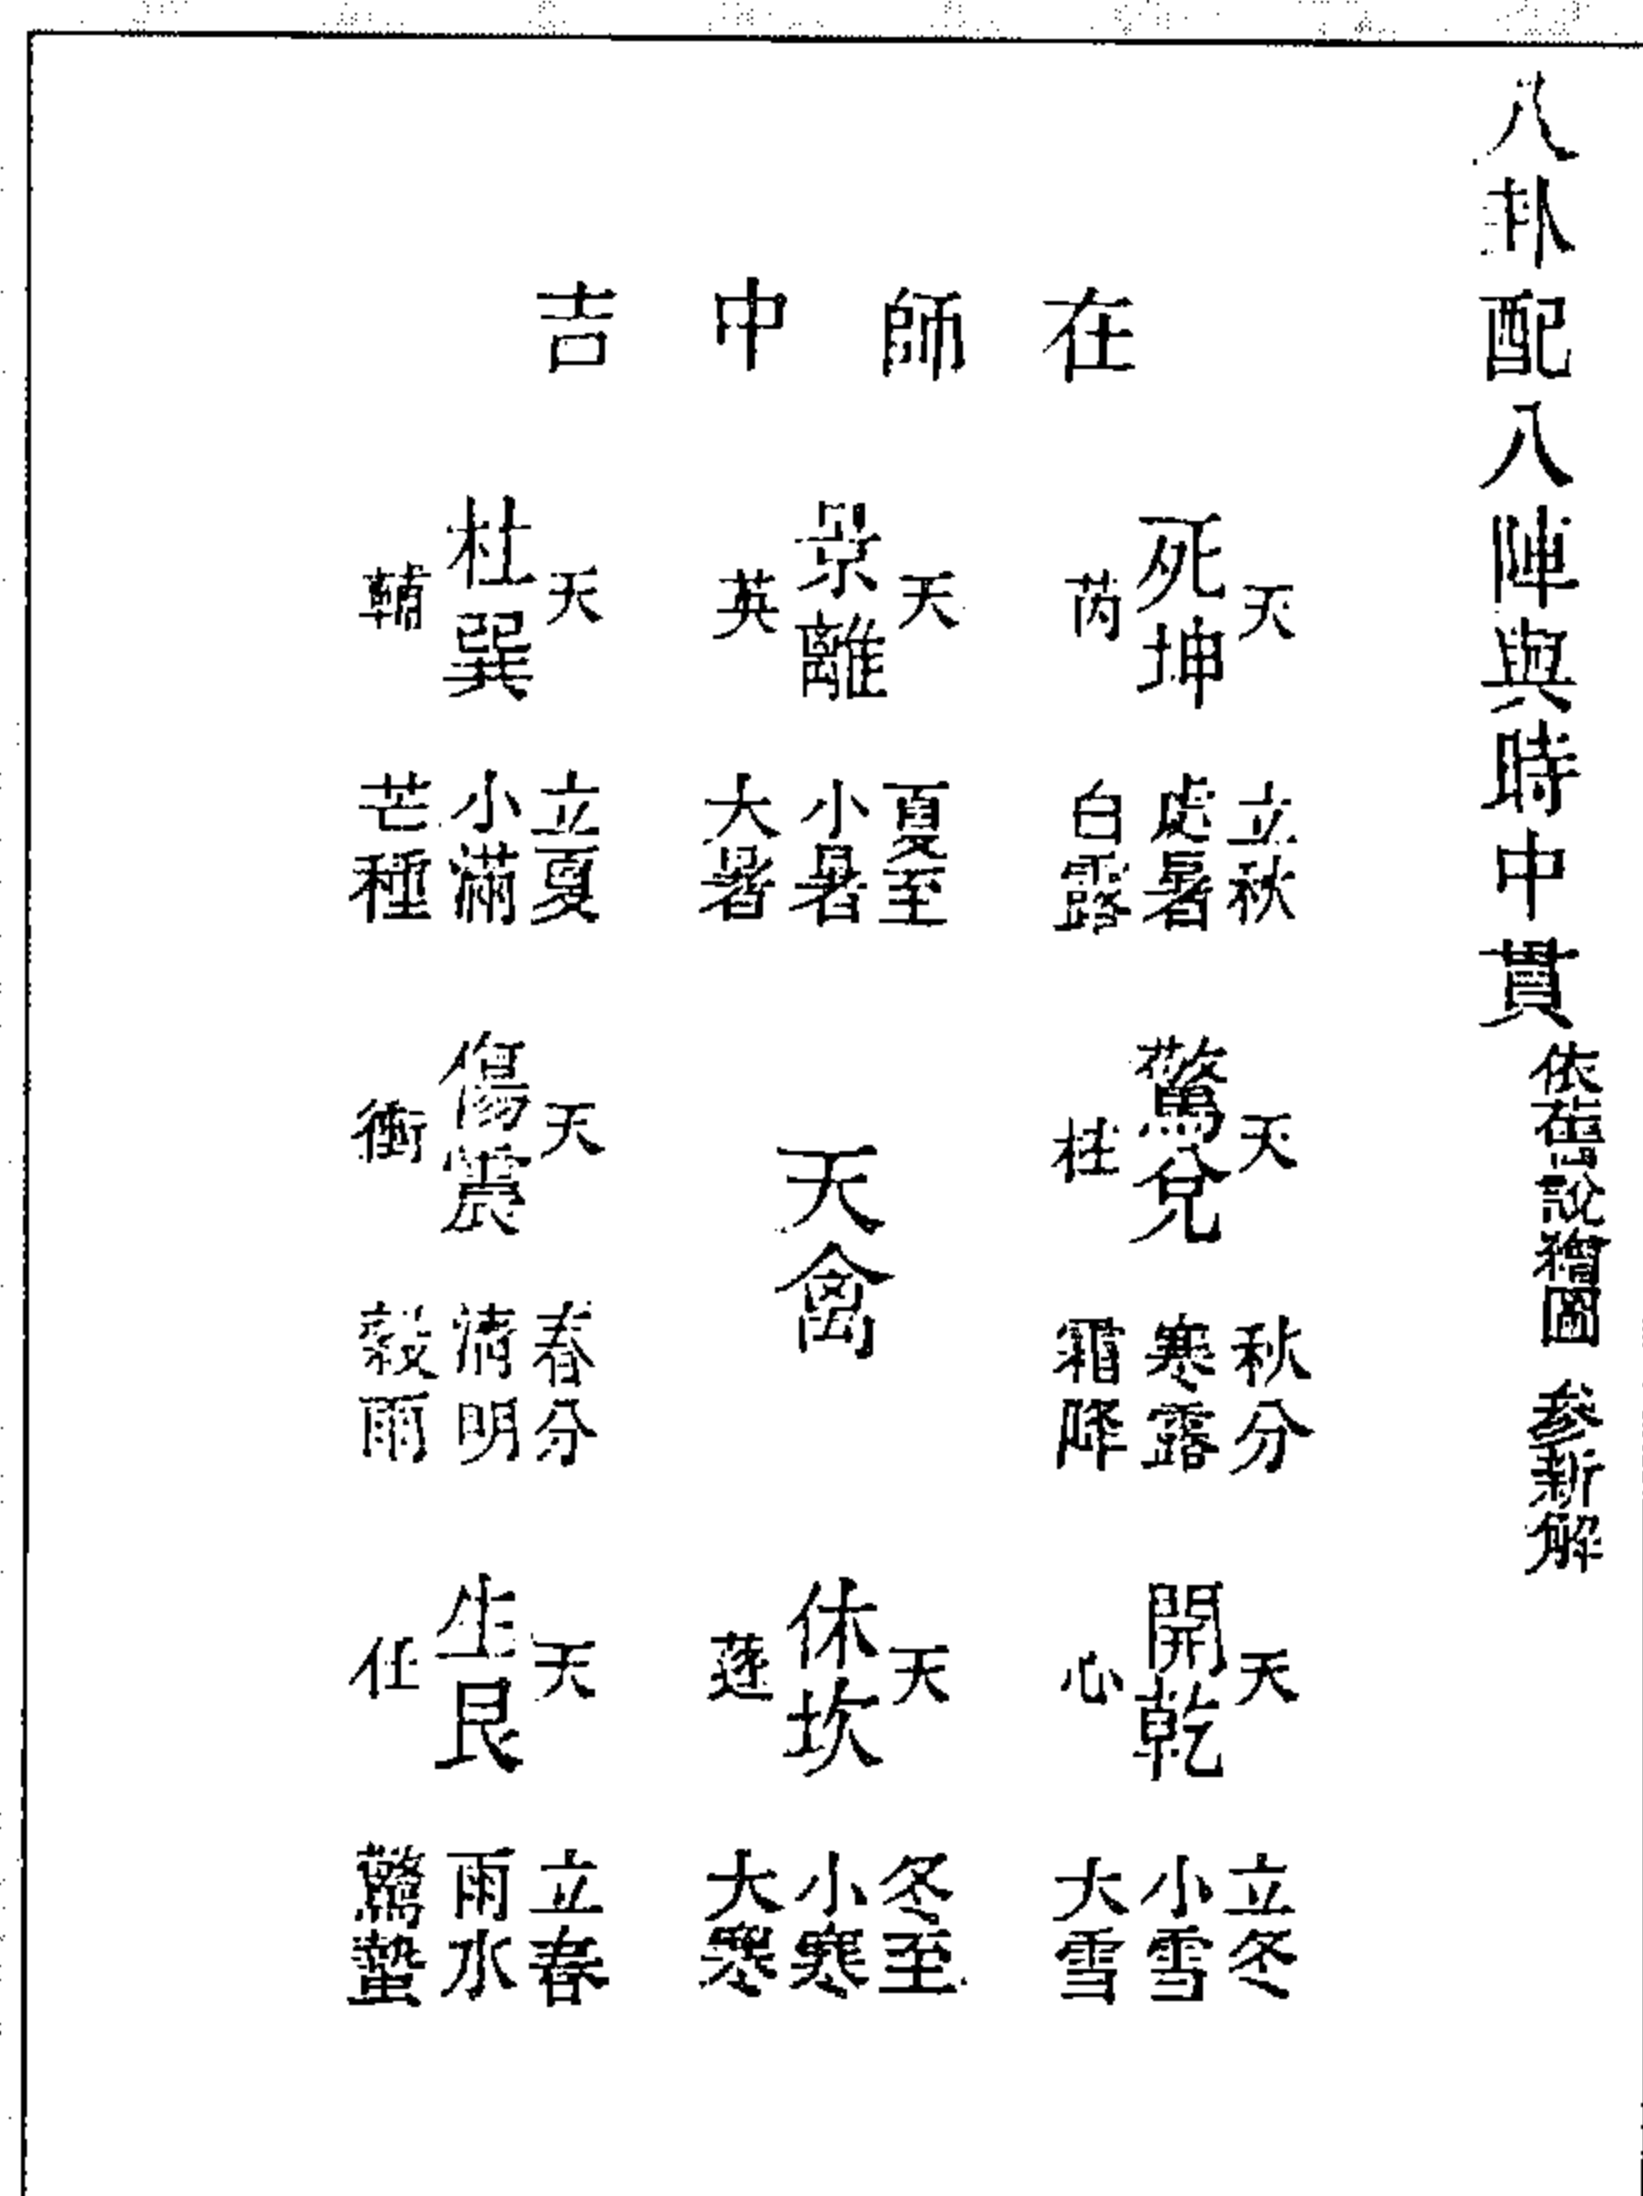 八卦配八陣與時中貫 依舊說繪圖 參新解
在師中吉
死坤
天芮
立秋
處暑
白露
景離
天英
夏至
小暑
大暑
杜巽
天輔
立夏
小滿
芒種
驚兌
天柱
秋分
寒露
霜降
天禽
傷震
天衝
春分
清明
穀雨
開乾
天心
立冬
小雪
大雪
休坎
天蓬
冬至
小寒
大寒
生艮
天任
立春
雨水
驚蟄